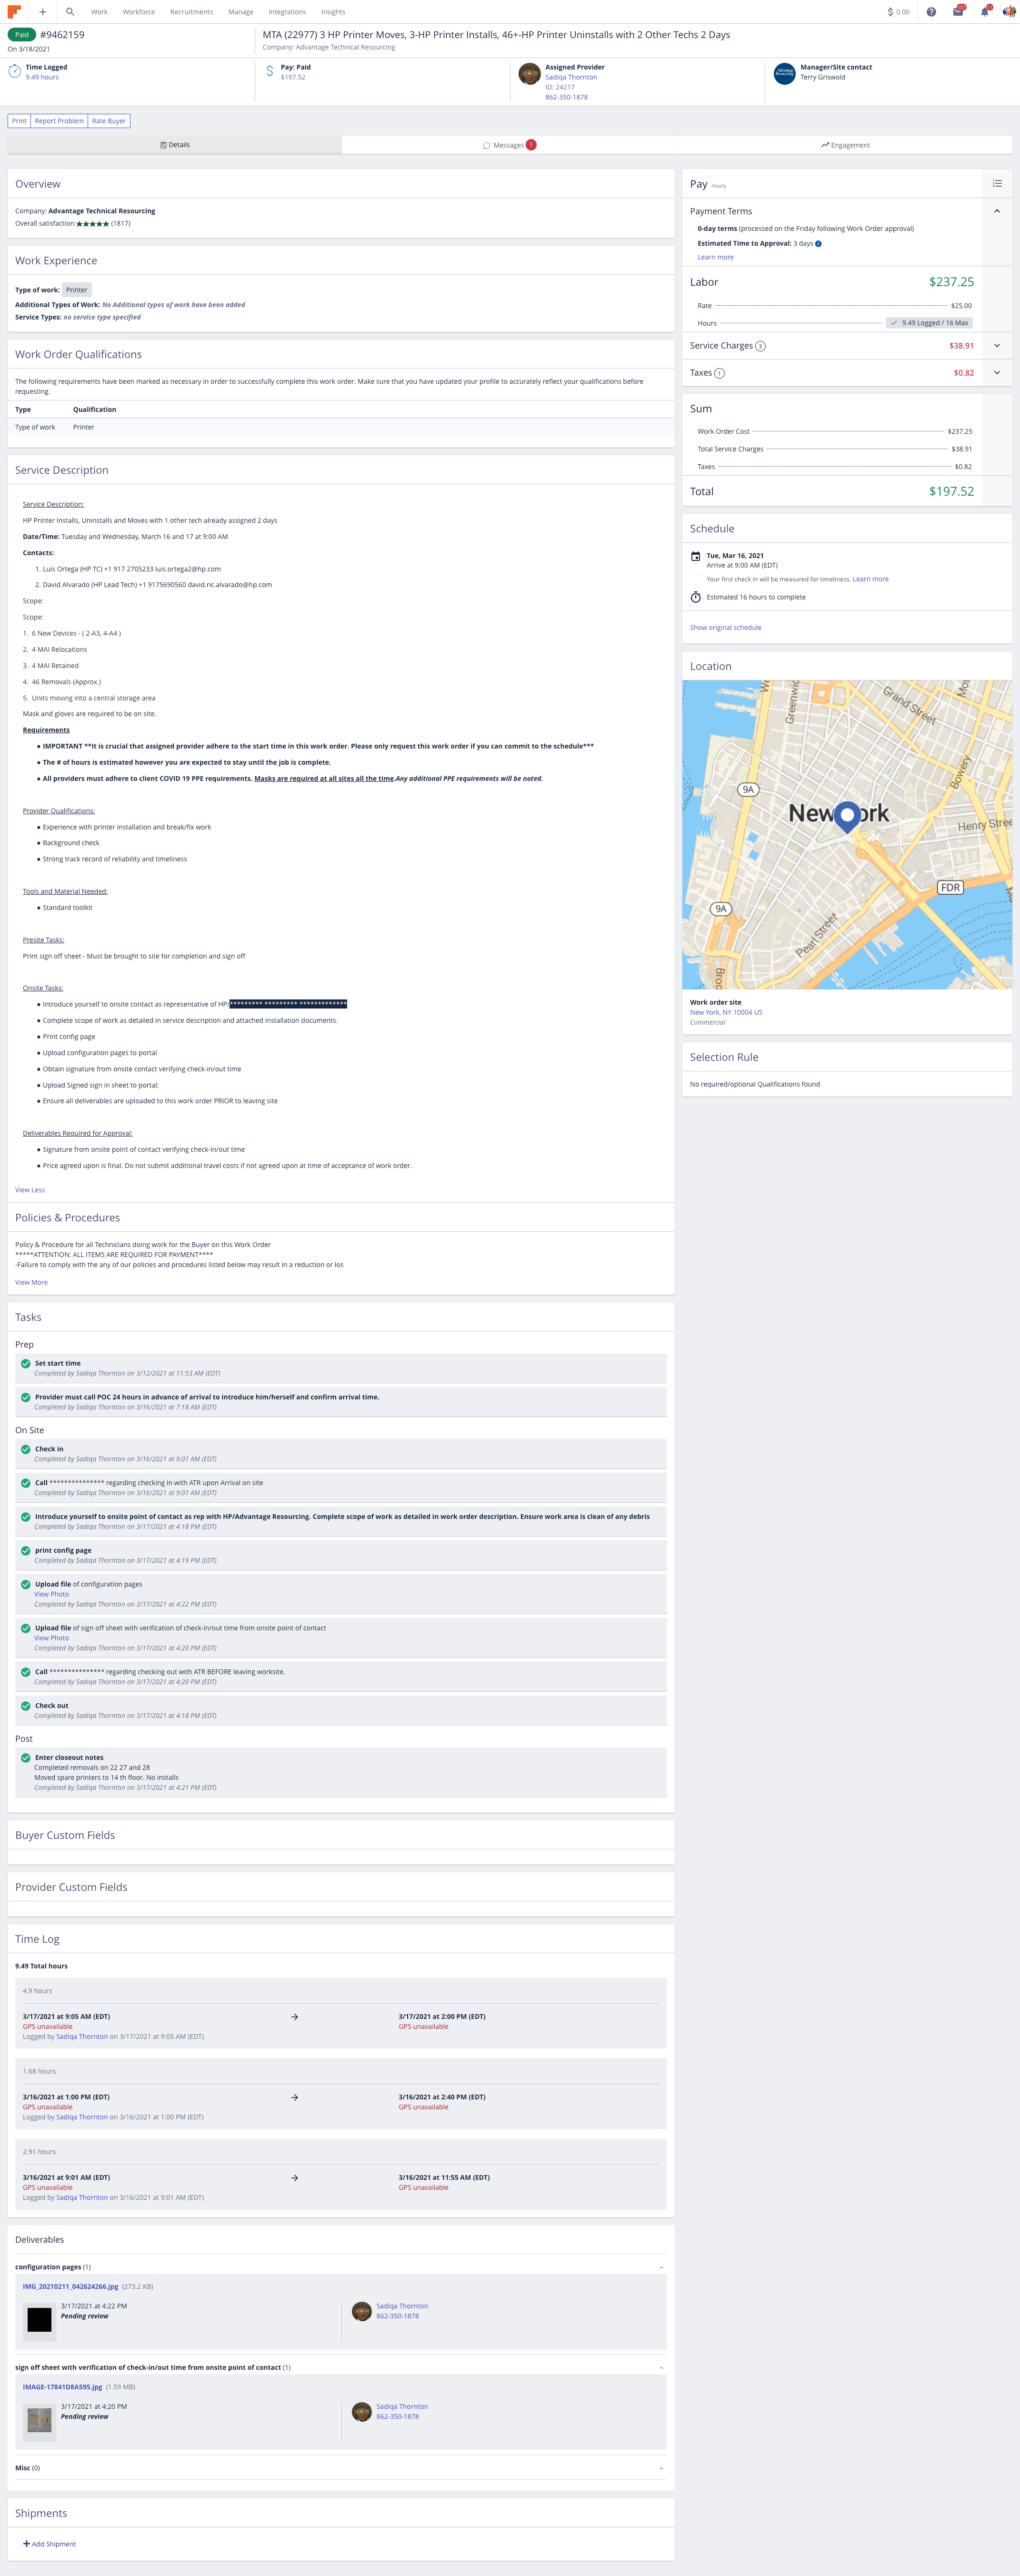 Work
Workforce
Recruitments
Manage
Integrations
Insights
$ 0.00
Paid #9462159
On 3/18/2021
MTA (22977) 3 HP Printer Moves, 3-HP Printer Installs, 46+-HP Printer Uninstalls with 2 Other Techs 2 Days
Company: Advantage Technical Resourcing
Time Logged
9.49 hours
Pay: Paid
$197.52
Assigned Provider
Sadiqa Thornton
ID: 24217
862-350-1878
Manager/Site contact
Terry Griswold
Print
Report Problem
Rate Buyer
Details
Messages 1
Engagement
Overview
Company: Advantage Technical Resourcing
Overall satisfaction: ★★★★★ (1817)
Work Experience
Type of work: Printer
Additional Types of Work: No Additional types of work have been added
Service Types: no service type specified
Work Order Qualifications
The following requirements have been marked as necessary in order to successfully complete this work order. Make sure that you have updated your profile to accurately reflect your qualifications before
requesting.
Type Qualification
Type of work Printer
Service Description
Service Description:
HP Printer Installs, Uninstalls and Moves with 1 other tech already assigned 2 days
Date/Time: Tuesday and Wednesday, March 16 and 17 at 9:00 AM
Contacts:
1. Luis Ortega (HP TC) +1 917 2705233 luis.ortega2@hp.com
2. David Alvarado (HP Lead Tech) +1 9175690560 david.ric.alvarado@hp.com
Scope:
Scope:
1. 6 New Devices - ( 2-A3, 4-A4 )
2. 4 MAI Relocations
3. 4 MAI Retained
4. 46 Removals (Approx.)
5. Units moving into a central storage area
Mask and gloves are required to be on site.
Requirements
• IMPORTANT **It is crucial that assigned provider adhere to the start time in this work order. Please only request this work order if you can commit to the schedule***
• The # of hours is estimated however you are expected to stay until the job is complete.
• All providers must adhere to client COVID 19 PPE requirements. Masks are required at all sites all the time.Any additional PPE requirements will be noted.
Provider Qualifications:
• Experience with printer installation and break/fix work
• Background check
• Strong track record of reliability and timeliness
Tools and Material Needed:
• Standard toolkit
Presite Tasks:
Print sign off sheet - Must be brought to site for completion and sign off
Onsite Tasks:
• Introduce yourself to onsite contact as representative of HP/********* ********* *************
• Complete scope of work as detailed in service description and attached installation documents.
• Print config page
• Upload configuration pages to portal
• Obtain signature from onsite contact verifying check-in/out time
• Upload Signed sign in sheet to portal;
• Ensure all deliverables are uploaded to this work order PRIOR to leaving site
Deliverables Required for Approval:
• Signature from onsite point of contact verifying check-in/out time
• Price agreed upon is final. Do not submit additional travel costs if not agreed upon at time of acceptance of work order.
View Less
Policies & Procedures
Policy & Procedure for all Technicians doing work for the Buyer on this Work Order
*****ATTENTION: ALL ITEMS ARE REQUIRED FOR PAYMENT****
-Failure to comply with the any of our policies and procedures listed below may result in a reduction or los
View More
Tasks
Prep
Set start time
Completed by Sadiqa Thornton on 3/12/2021 at 11:53 AM (EDT)
Provider must call POC 24 hours in advance of arrival to introduce him/herself and confirm arrival time.
Completed by Sadiqa Thornton on 3/16/2021 at 7:18 AM (EDT)
On Site
Check in
Completed by Sadiqa Thornton on 3/16/2021 at 9:01 AM (EDT)
Call *************** regarding checking in with ATR upon Arrival on site
Completed by Sadiqa Thornton on 3/16/2021 at 9:01 AM (EDT)
Introduce yourself to onsite point of contact as rep with HP/Advantage Resourcing. Complete scope of work as detailed in work order description. Ensure work area is clean of any debris
Completed by Sadiqa Thornton on 3/17/2021 at 4:18 PM (EDT)
print config page
Completed by Sadiqa Thornton on 3/17/2021 at 4:19 PM (EDT)
Upload file of configuration pages
View Photo
Completed by Sadiqa Thornton on 3/17/2021 at 4:22 PM (EDT)
Upload file of sign off sheet with verification of check-in/out time from onsite point of contact
View Photo
Completed by Sadiqa Thornton on 3/17/2021 at 4:20 PM (EDT)
Call *************** regarding checking out with ATR BEFORE leaving worksite.
Completed by Sadiqa Thornton on 3/17/2021 at 4:20 PM (EDT)
Check out
Completed by Sadiqa Thornton on 3/17/2021 at 4:18 PM (EDT)
Post
Enter closeout notes
Completed removals on 22 27 and 28
Moved spare printers to 14 th floor. No installs
Completed by Sadiqa Thornton on 3/17/2021 at 4:21 PM (EDT)
Buyer Custom Fields
Provider Custom Fields
Time Log
9.49 Total hours
4.9 hours
3/17/2021 at 9:05 AM (EDT) → 3/17/2021 at 2:00 PM (EDT)
GPS unavailable GPS unavailable
Logged by Sadiqa Thornton on 3/17/2021 at 9:05 AM (EDT)
1.68 hours
3/16/2021 at 1:00 PM (EDT) → 3/16/2021 at 2:40 PM (EDT)
GPS unavailable GPS unavailable
Logged by Sadiqa Thornton on 3/16/2021 at 1:00 PM (EDT)
2.91 hours
3/16/2021 at 9:01 AM (EDT) → 3/16/2021 at 11:55 AM (EDT)
GPS unavailable GPS unavailable
Logged by Sadiqa Thornton on 3/16/2021 at 9:01 AM (EDT)
Deliverables
configuration pages (1)
IMG_20210211_042624266.jpg (273.2 KB)
3/17/2021 at 4:22 PM
Pending review
Sadiqa Thornton
862-350-1878
sign off sheet with verification of check-in/out time from onsite point of contact (1)
IMAGE-17841D8A595.jpg (1.59 MB)
3/17/2021 at 4:20 PM
Pending review
Sadiqa Thornton
862-350-1878
Misc (0)
Shipments
Add Shipment
Pay Hourly
Payment Terms
0-day terms (processed on the Friday following Work Order approval)
Estimated Time to Approval: 3 days
Learn more
Labor $237.25
Rate $25.00
Hours 9.49 Logged / 16 Max
Service Charges 3 $38.91
Taxes 1 $0.82
Sum
Work Order Cost $237.25
Total Service Charges $38.91
Taxes $0.82
Total $197.52
Schedule
Tue, Mar 16, 2021
Arrive at 9:00 AM (EDT)
Your first check in will be measured for timeliness. Learn more
Estimated 16 hours to complete
Show original schedule
Location
Greenwic
Grand Street
Bowery
9A
New York
Henry Stree
FDR
9A
Pearl Street
Broc
Work order site
New York, NY 10004 US
Commercial
Selection Rule
No required/optional Qualifications found